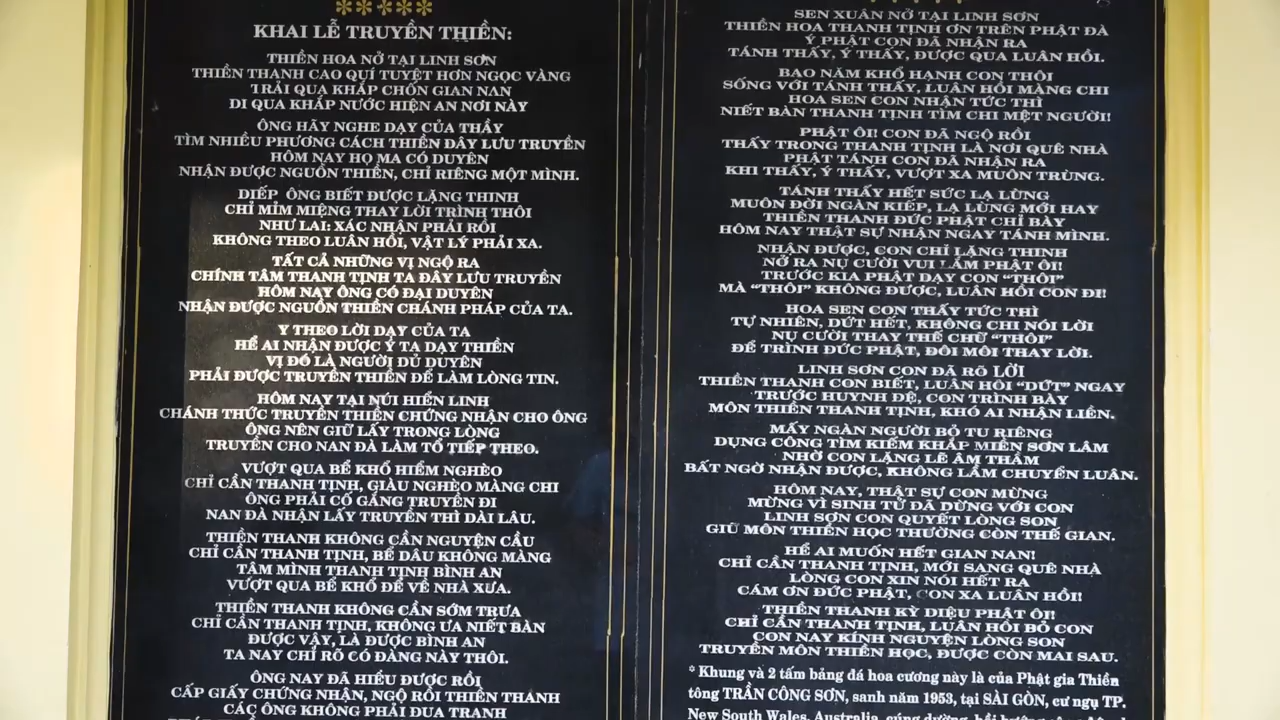 KHAI LỄ TRUYỀN THIỀN:
THIỀN HOA NỞ TẠI LINH SƠN
THIỀN THANH CAO QUÍ TUYỆT HƠN NGỌC VÀNG
TRẢI QUA KHẮP CHỐN GIAN NAN
DI QUA KHẮP NƯỚC HIỆN AN NƠI NÀY
ÔNG HÃY NGHE DẠY CỦA THẦY
TÌM NHIỀU PHƯƠNG CÁCH THIỀN ĐÂY LƯU TRUYỀN
HÔM NAY HỌ MA CÓ DUYÊN
NHẬN ĐƯỢC NGUỒN THIỀN, CHỈ RIÊNG MỘT MÌNH.
DIẾP ÔNG BIẾT ĐƯỢC LẶNG THINH
CHỈ MỈM MIỆNG THAY LỜI TRÌNH THÔI
NHƯ LAI: XÁC NHẬN PHẢI RỒI
KHÔNG THEO LUÂN HỒI, VẬT LÝ PHẢI XA.
TẤT CẢ NHỮNG VỊ NGỘ RA
CHÍNH TÂM THANH TỊNH TA ĐÂY LƯU TRUYỀN
HÔM NAY ÔNG CÓ ĐẠI DUYÊN
NHẬN ĐƯỢC NGUỒN THIỀN CHÁNH PHÁP CỦA TA.
Y THEO LỜI DẠY CỦA TA
HỄ AI NHẬN ĐƯỢC Ý TA DẠY THIỀN
VỊ ĐÓ LÀ NGƯỜI DỦ DUYÊN
PHẢI ĐƯỢC TRUYỀN THIỀN ĐỂ LÀM LÒNG TIN.
HÔM NAY TẠI NÚI HIỂN LINH
CHÁNH THỨC TRUYỀN THIỀN CHỨNG NHẬN CHO ÔNG
ÔNG NÊN GIỮ LẤY TRONG LÒNG
TRUYỀN CHO NAN ĐÀ LÀM TỔ TIẾP THEO.
VƯỢT QUA BỂ KHỔ HIỂM NGHÈO
CHỈ CẦN THANH TỊNH, GIÀU NGHÈO MÀNG CHI
ÔNG PHẢI CỐ GẮNG TRUYỀN ĐI
NAN ĐÀ NHẬN LẤY TRUYỀN THÌ DÀI LÂU.
THIỀN THANH KHÔNG CẦN NGUYỆN CẦU
CHỈ CẦN THANH TỊNH, BỂ DÂU KHÔNG MÀNG
TÂM MÌNH THANH TỊNH BÌNH AN
VƯỢT QUA BỂ KHỔ ĐỂ VỀ NHÀ XƯA.
THIỀN THANH KHÔNG CẦN SỚM TRƯA
CHỈ CẦN THANH TỊNH, KHÔNG ƯA NIẾT BÀN
ĐƯỢC VẬY, LÀ ĐƯỢC BÌNH AN
TA NAY CHỈ RÕ CÓ ĐÀNG NÀY THÔI.
ÔNG NAY ĐÃ HIỂU ĐƯỢC RỒI
CẤP GIẤY CHỨNG NHẬN, NGỘ RỒI THIỀN THANH
CÁC ÔNG KHÔNG PHẢI ĐUA TRANH
SEN XUÂN NỞ TẠI LINH SƠN
THIỀN HOA THANH TỊNH ƠN TRÊN PHẬT ĐÀ
Ý PHẬT CON ĐÃ NHẬN RA
TÁNH THẤY, Ý THẤY, ĐƯỢC QUA LUÂN HỒI.
BAO NĂM KHỔ HẠNH CON THÔI
SỐNG VỚI TÁNH THẤY, LUÂN HỒI MÀNG CHI
HOA SEN CON NHẬN TỨC THÌ
NIẾT BÀN THANH TỊNH TÌM CHI MỆT NGƯỜI!
PHẬT ÔI! CON ĐÃ NGỘ RỒI
THẤY TRONG THANH TỊNH LÀ NƠI QUÊ NHÀ
PHẬT TÁNH CON ĐÃ NHẬN RA
KHI THẤY, Ý THẤY, VƯỢT XA MUÔN TRÙNG.
TÁNH THẤY HẾT SỨC LẠ LÙNG
MUÔN ĐỜI NGÀN KIẾP, LẠ LÙNG MỚI HAY
THIỀN THANH ĐỨC PHẬT CHỈ BÀY
HÔM NAY THẬT SỰ NHẬN NGAY TÁNH MÌNH.
NHẬN ĐƯỢC, CON CHỈ LẶNG THINH
NỞ RA NỤ CƯỜI VUI LẮM PHẬT ÔI!
TRƯỚC KIA PHẬT DẠY CON "THÔI"
MÀ "THÔI" KHÔNG ĐƯỢC, LUÂN HỒI CON ĐI!
HOA SEN CON THẤY TỨC THÌ
TỰ NHIÊN, DỨT HẾT, KHÔNG CHI NÓI LỜI
NỤ CƯỜI THAY THẾ CHỮ "THÔI"
ĐỂ TRÌNH ĐỨC PHẬT, ĐÔI MÔI THAY LỜI.
LINH SƠN CON ĐÃ RÕ LỜI
THIỀN THANH CON BIẾT, LUÂN HỒI "DỨT" NGAY
TRƯỚC HUYNH ĐỆ, CON TRÌNH BÀY
MÔN THIỀN THANH TỊNH, KHÓ AI NHẬN LIỀN.
MẤY NGÀN NGƯỜI BỎ TU RIÊNG
DỤNG CÔNG TÌM KIẾM KHẮP MIỀN SƠN LÂM
NHỜ CON LẶNG LẼ ÂM THẦM
BẤT NGỜ NHẬN ĐƯỢC, KHÔNG LẦM CHUYỂN LUÂN.
HÔM NAY, THẬT SỰ CON MỪNG
MỪNG VÌ SINH TỬ ĐÃ DỪNG VỚI CON
LINH SƠN CON QUYẾT LÒNG SON
GIỮ MÔN THIỀN HỌC THƯỜNG CÒN THẾ GIAN.
HỄ AI MUỐN HẾT GIAN NAN!
CHỈ CẦN THANH TỊNH, MỚI SANG QUÊ NHÀ
LÒNG CON XIN NÓI HẾT RA
CÁM ƠN ĐỨC PHẬT, CON XA LUÂN HỒI!
THIỀN THANH KỲ DIỆU PHẬT ÔI!
CHỈ CẦN THANH TỊNH, LUÂN HỒI BỎ CON
CON NAY KÍNH NGUYỆN LÒNG SON
TRUYỀN MÔN THIỀN HỌC, ĐƯỢC CÒN MAI SAU.
* Khung và 2 tấm bảng đá hoa cương này là của Phật gia Thiền
tông TRẦN CÔNG SƠN, sanh năm 1953, tại SÀI GÒN, cư ngụ TP.
New South Wales, Australia, cúng dường,